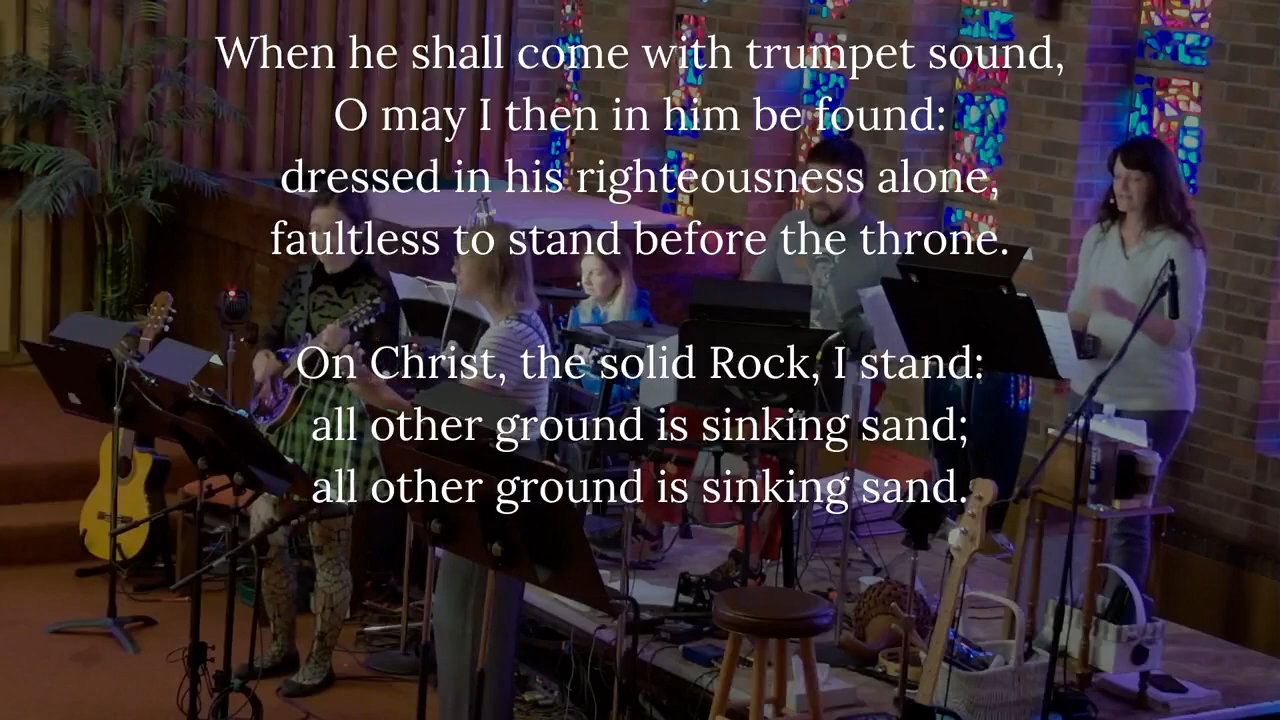 When he shall come with trumpet sound,
O may I then in him be found:
dressed in his righteousness alone,
faultless to stand before the throne.
On Christ, the solid Rock, I stand:
all other ground is sinking sand;
all other ground is sinking sand.